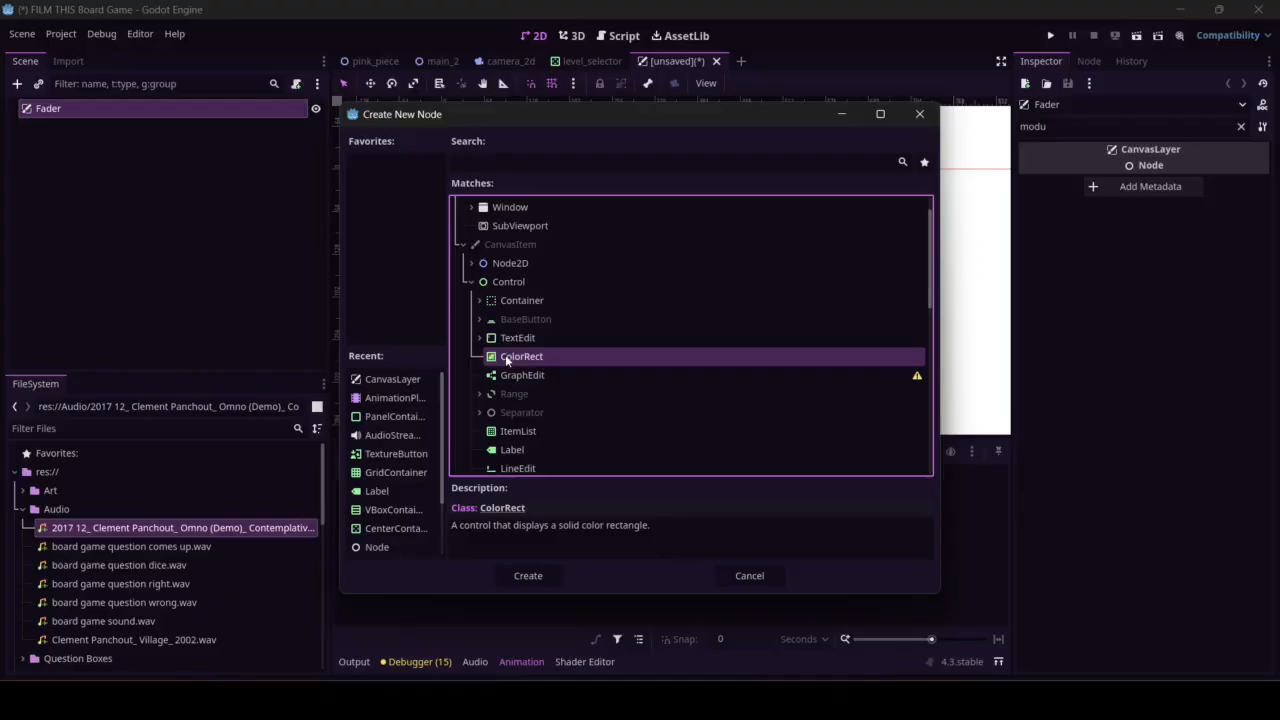 (*) FILM THIS Board Game - Godot Engine
Scene Project Debug Editor Help
2D 3D Script AssetLib
Compatibility
Scene Import
pink_piece main_2 camera_2d level_selector [unsaved](*)
Inspector Node History
Filter: name, t:type, g:group
View
Fader
Create New Node
Fader
Favorites:
Search:
modu
CanvasLayer
Node
Add Metadata
Matches:
Window
SubViewport
CanvasItem
Node2D
Control
Container
BaseButton
TextEdit
ColorRect
GraphEdit
Range
Separator
ItemList
Label
LineEdit
Recent:
CanvasLayer
AnimationPl...
PanelContai...
AudioStrea...
TextureButton
GridContainer
Label
VBoxContai...
CenterConta...
Node
Description:
Class: ColorRect
A control that displays a solid color rectangle.
Create Cancel
FileSystem
res://Audio/2017 12_ Clement Panchout_ Omno (Demo)_ Co
Filter Files
Favorites:
res://
Art
Audio
2017 12_ Clement Panchout_ Omno (Demo)_ Contemplativ...
board game question comes up.wav
board game question dice.wav
board game question right.wav
board game question wrong.wav
board game sound.wav
Clement Panchout_ Village_ 2002.wav
Question Boxes
Snap: 0 Seconds
Output Debugger (15) Audio Animation Shader Editor
4.3.stable